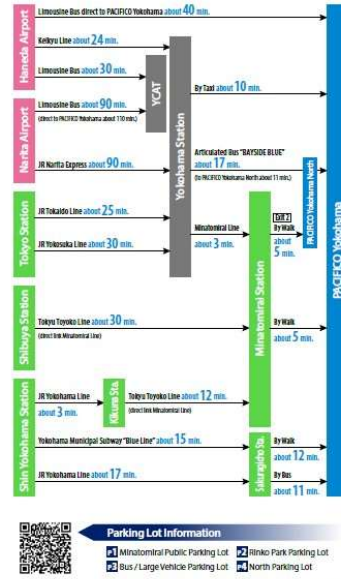 Haneda Airport
Limousine Bus direct to PACIFICO Yokohama about 40 min.
Keikyu Line about 24 min.
Limousine Bus about 30 min.
YCAT
Narita Airport
Limousine Bus about 90 min.
(direct to PACIFICO Yokohama about 110 min.)
JR Narita Express about 90 min.
Yokohama Station
By Taxi about 10 min.
Articulated Bus "BAYSIDE BLUE"
about 17 min.
(to PACIFICO Yokohama North about 11 min.)
PACIFICO Yokohama North
PACIFICO Yokohama
Tokyo Station
JR Tokaido Line about 25 min.
JR Yokosuka Line about 30 min.
Minatomirai Line
about 3 min.
Minatomirai Station
Exit 2
By Walk
about
5 min.
Shibuya Station
Tokyu Toyoko Line about 30 min.
(direct link Minatomirai Line)
By Walk
about 5 min.
Shin Yokohama Station
JR Yokohama Line
about 3 min.
Kikuna Sta.
Tokyu Toyoko Line about 12 min.
(direct link Minatomirai Line)
Yokohama Municipal Subway "Blue Line" about 15 min.
JR Yokohama Line about 17 min.
Sakuragicho Sta.
By Walk
about 12 min.
By Bus
about 11 min.
Parking Lot Information
P1 Minatomirai Public Parking Lot
P2 Rinko Park Parking Lot
P3 Bus / Large Vehicle Parking Lot
P4 North Parking Lot